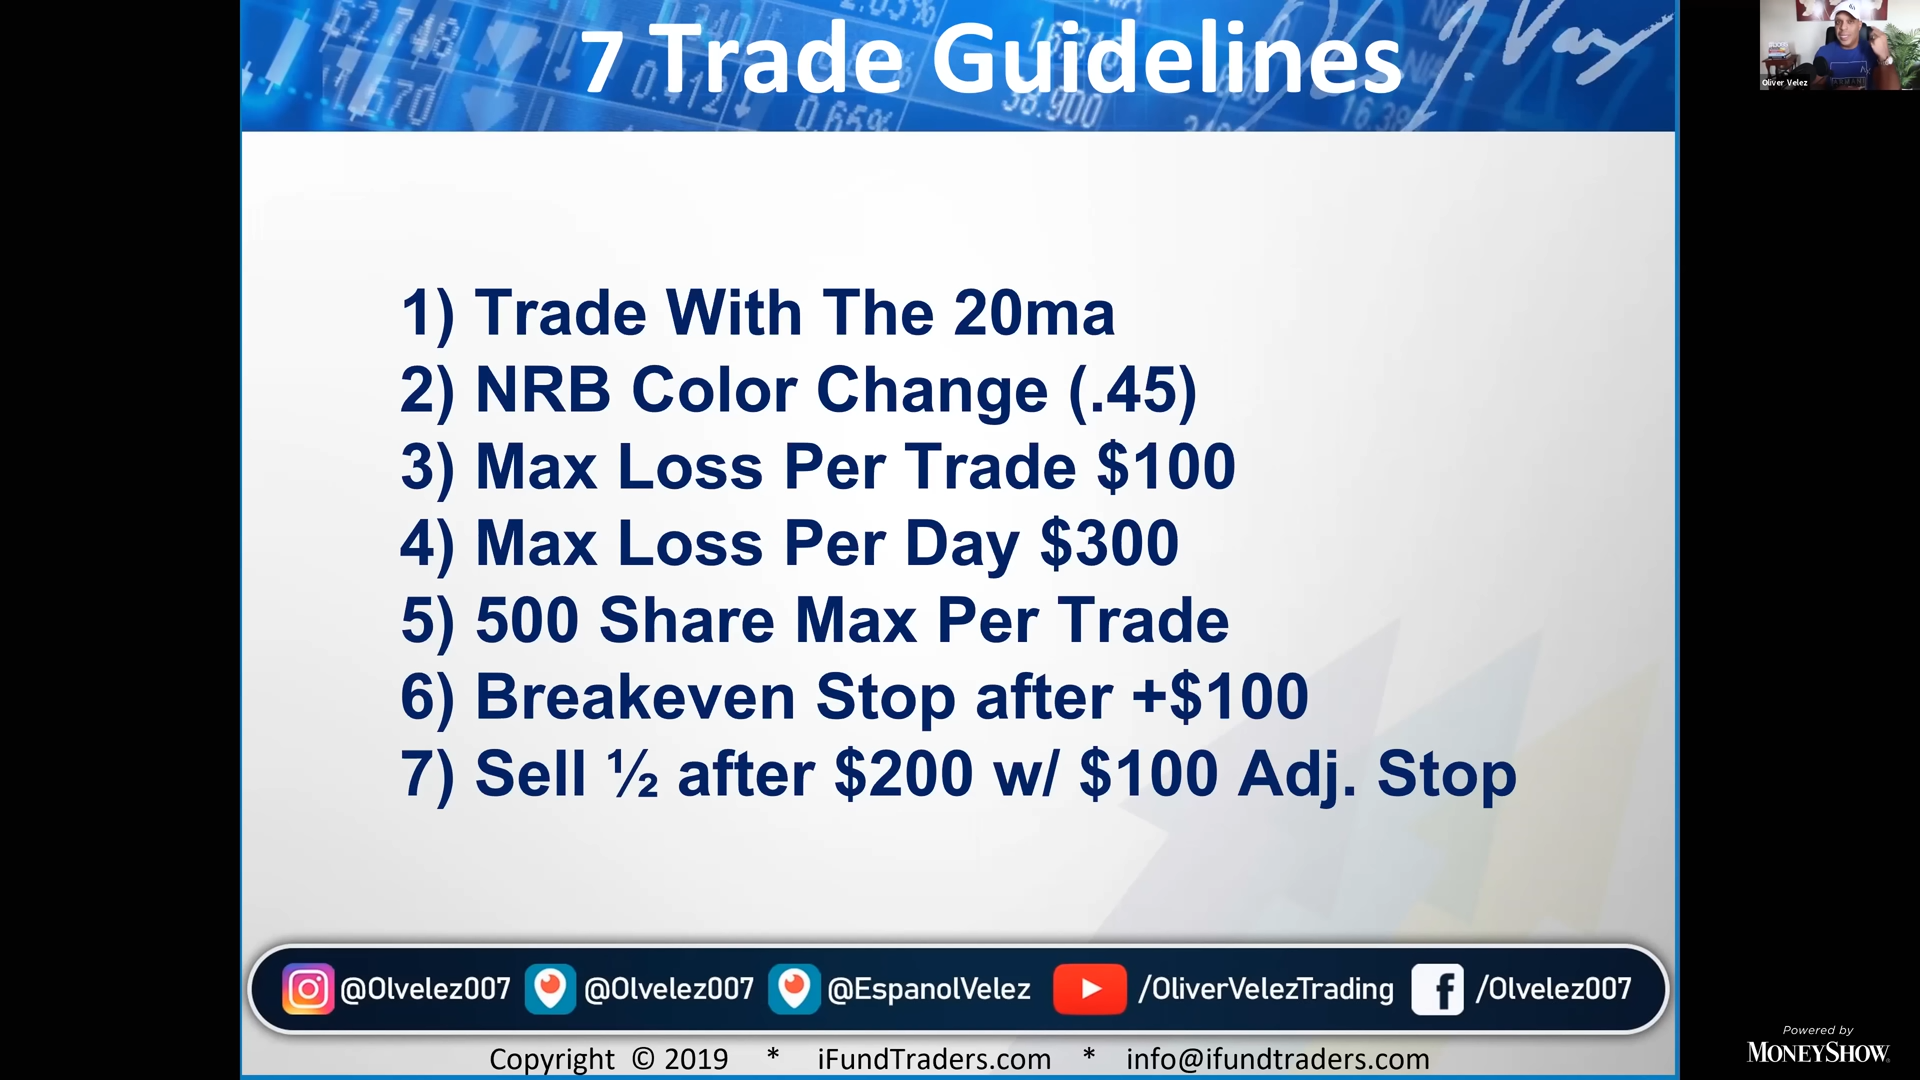 7 Trade Guidelines
Oliver Velez
1) Trade With The 20ma
2) NRB Color Change (.45)
3) Max Loss Per Trade $100
4) Max Loss Per Day $300
5) 500 Share Max Per Trade
6) Breakeven Stop after +$100
7) Sell ½ after $200 w/ $100 Adj. Stop
@Olvelez007 @Olvelez007 @EspanolVelez /OliverVelezTrading /Olvelez007
Copyright © 2019 * iFundTraders.com * info@ifundtraders.com
Powered by
MONEYSHOW